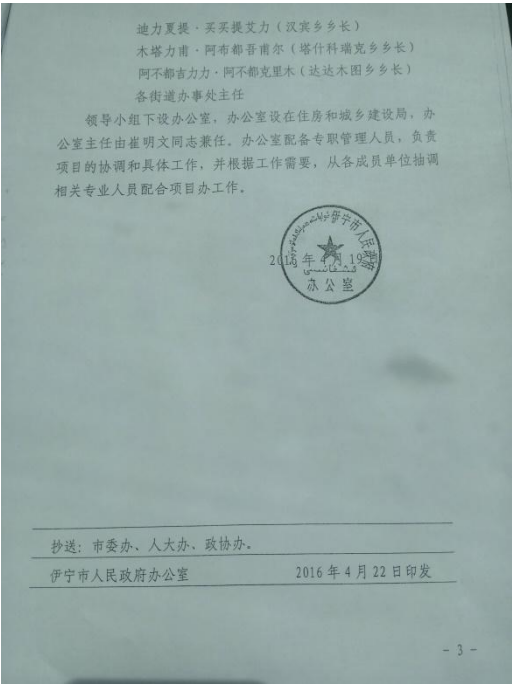 迪力夏提·买买提艾力（汉宾乡乡长）
木塔力甫·阿布都吾甫尔（塔什科瑞克乡乡长）
阿不都吉力力·阿不都克里木（达达木图乡乡长）
各街道办事处主任
领导小组下设办公室，办公室设在住房和城乡建设局，办
公室主任由崔明文同志兼任。办公室配备专职管理人员，负责
项目的协调和具体工作，并根据工作需要，从各成员单位抽调
相关专业人员配合项目办工作。
伊宁市人民政府
2016年4月19
办公室
抄送：市委办、人大办、政协办。
伊宁市人民政府办公室 2016年4月22日印发
- 3 -